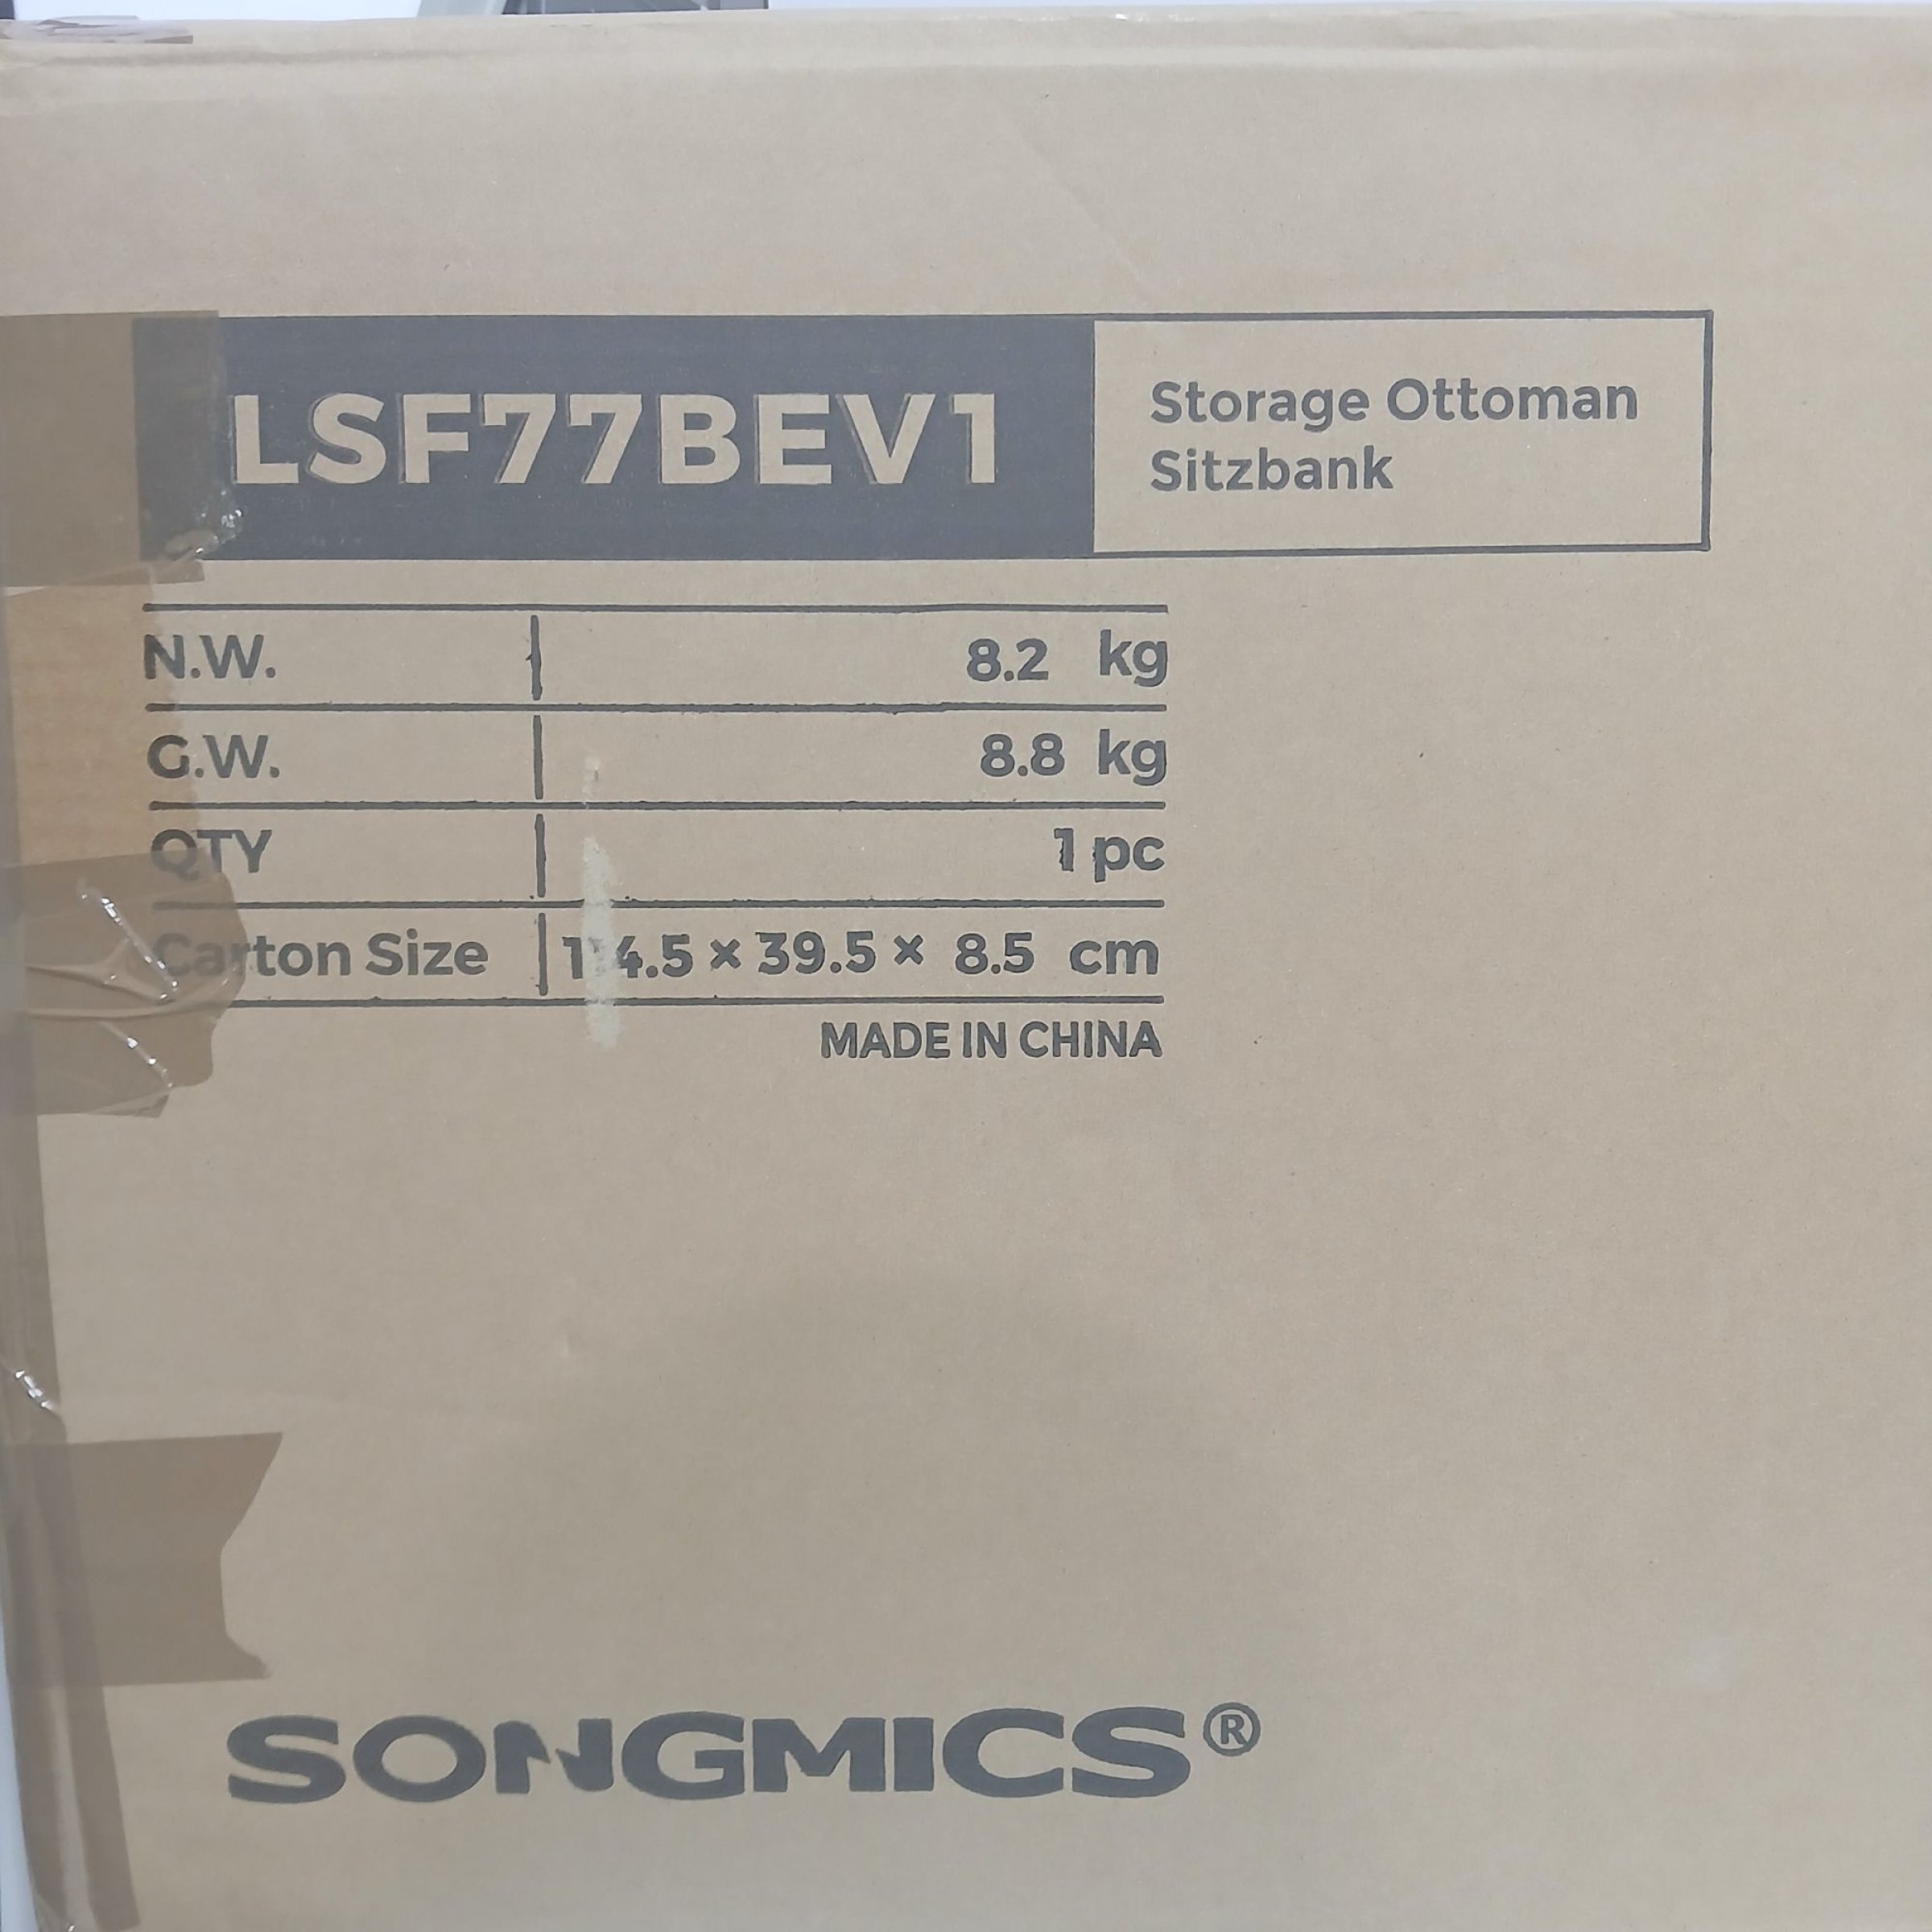 LSF77BEV1
Storage Ottoman
Sitzbank
N.W. 8.2 kg
G.W. 8.8 kg
QTY 1 pc
Carton Size × 39.5 × 8.5 cm
MADE IN CHINA
SONGMICS®